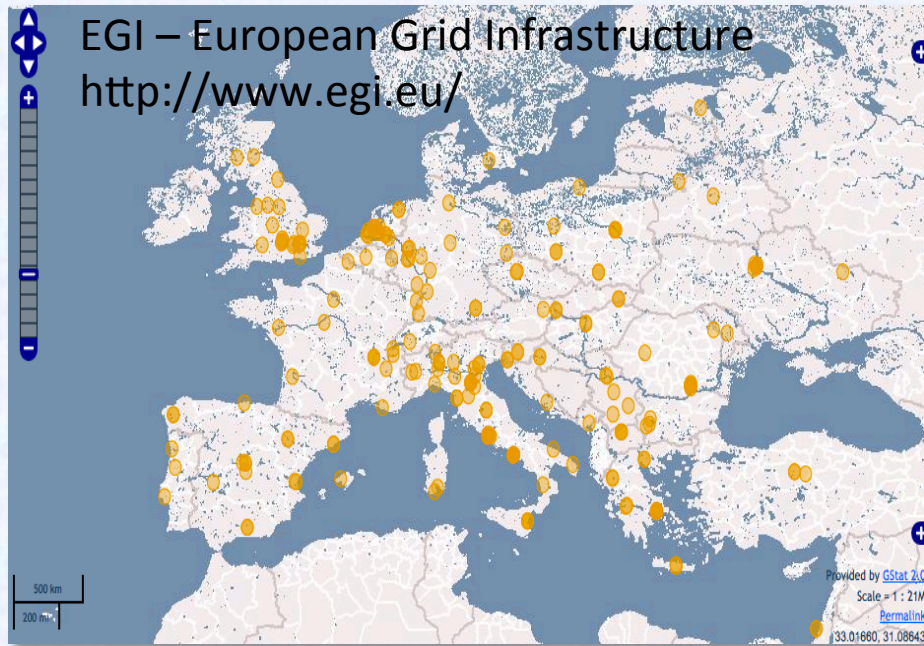 EGI – European Grid Infrastructure
http://www.egi.eu/
500 km
200 mi
Provided by GStat 2.0
Scale = 1 : 21M
Permalink
33.01660, 31.08643